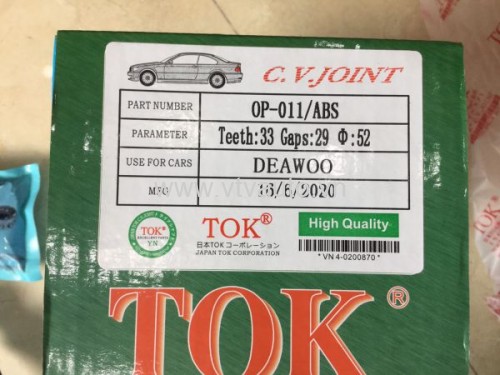 C.V.JOINT
PART NUMBER OP-011/ABS
PARAMETER Teeth:33 Gaps:29 Φ:52
USE FOR CARS DEAWOO
MFG 16/6/2020
TOK®
YN
TOK®
日本TOKコーポレーション
JAPAN TOK CORPORATION
High Quality
* VN 4-0200870 *
TOK®